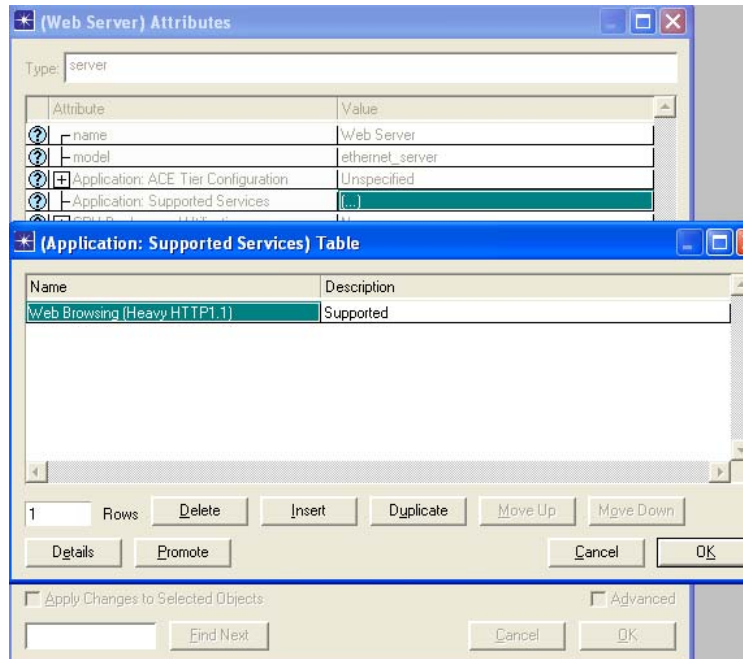 (Web Server) Attributes
Type: server
Attribute Value
name Web Server
model ethernet_server
Application: ACE Tier Configuration Unspecified
Application: Supported Services (...)
(Application: Supported Services) Table
Name Description
Web Browsing (Heavy HTTP1.1) Supported
1 Rows Delete Insert Duplicate Move Up Move Down
Details Promote Cancel OK
Apply Changes to Selected Objects Advanced
Find Next Cancel OK